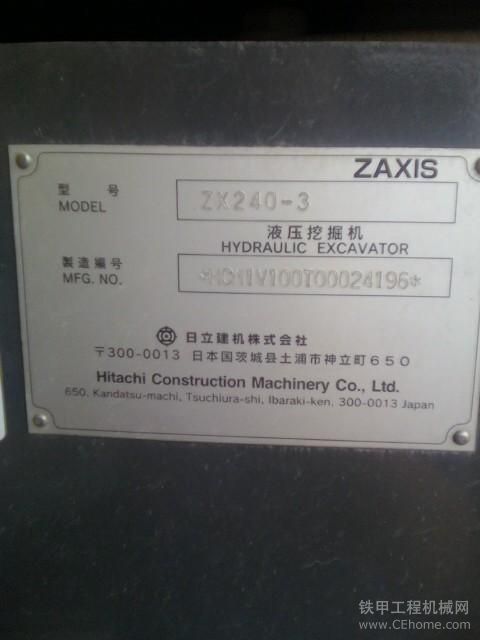 ZAXIS
型 号
MODEL
ZX240-3
液压挖掘机
HYDRAULIC EXCAVATOR
製造編号
MFG. NO.
*HCM1V100T00024196*
日立建机株式会社
〒300-0013 日本国茨城县土浦市神立町650
Hitachi Construction Machinery Co., Ltd.
650, Kandatsu-machi, Tsuchiura-shi, Ibaraki-ken, 300-0013 Japan
铁甲工程机械网
www.CEhome.com